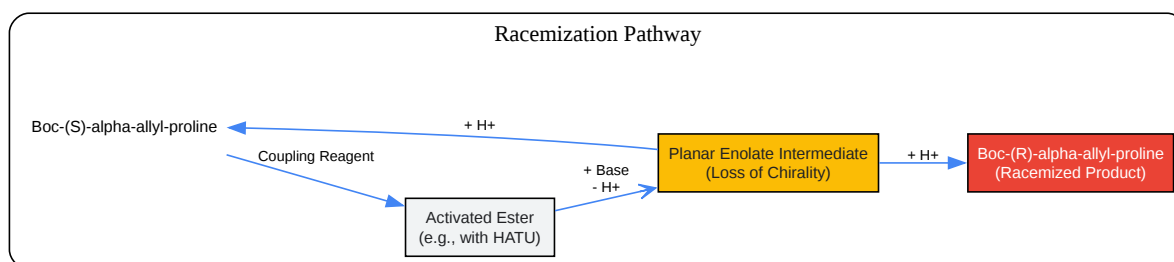 Racemization Pathway
Boc-(S)-alpha-allyl-proline
+ H+
Coupling Reagent
Activated Ester
(e.g., with HATU)
+ Base
- H+
Planar Enolate Intermediate
(Loss of Chirality)
+ H+
Boc-(R)-alpha-allyl-proline
(Racemized Product)